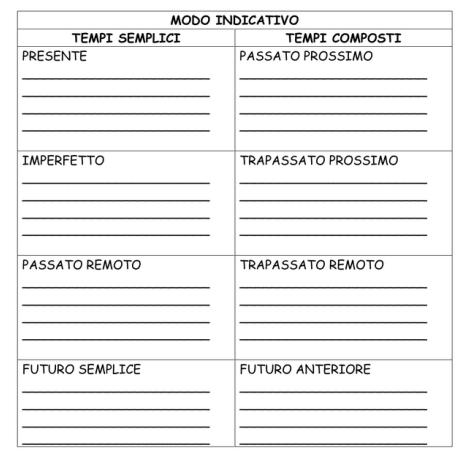 MODO INDICATIVO
TEMPI SEMPLICI TEMPI COMPOSTI
PRESENTE PASSATO PROSSIMO
IMPERFETTO TRAPASSATO PROSSIMO
PASSATO REMOTO TRAPASSATO REMOTO
FUTURO SEMPLICE FUTURO ANTERIORE